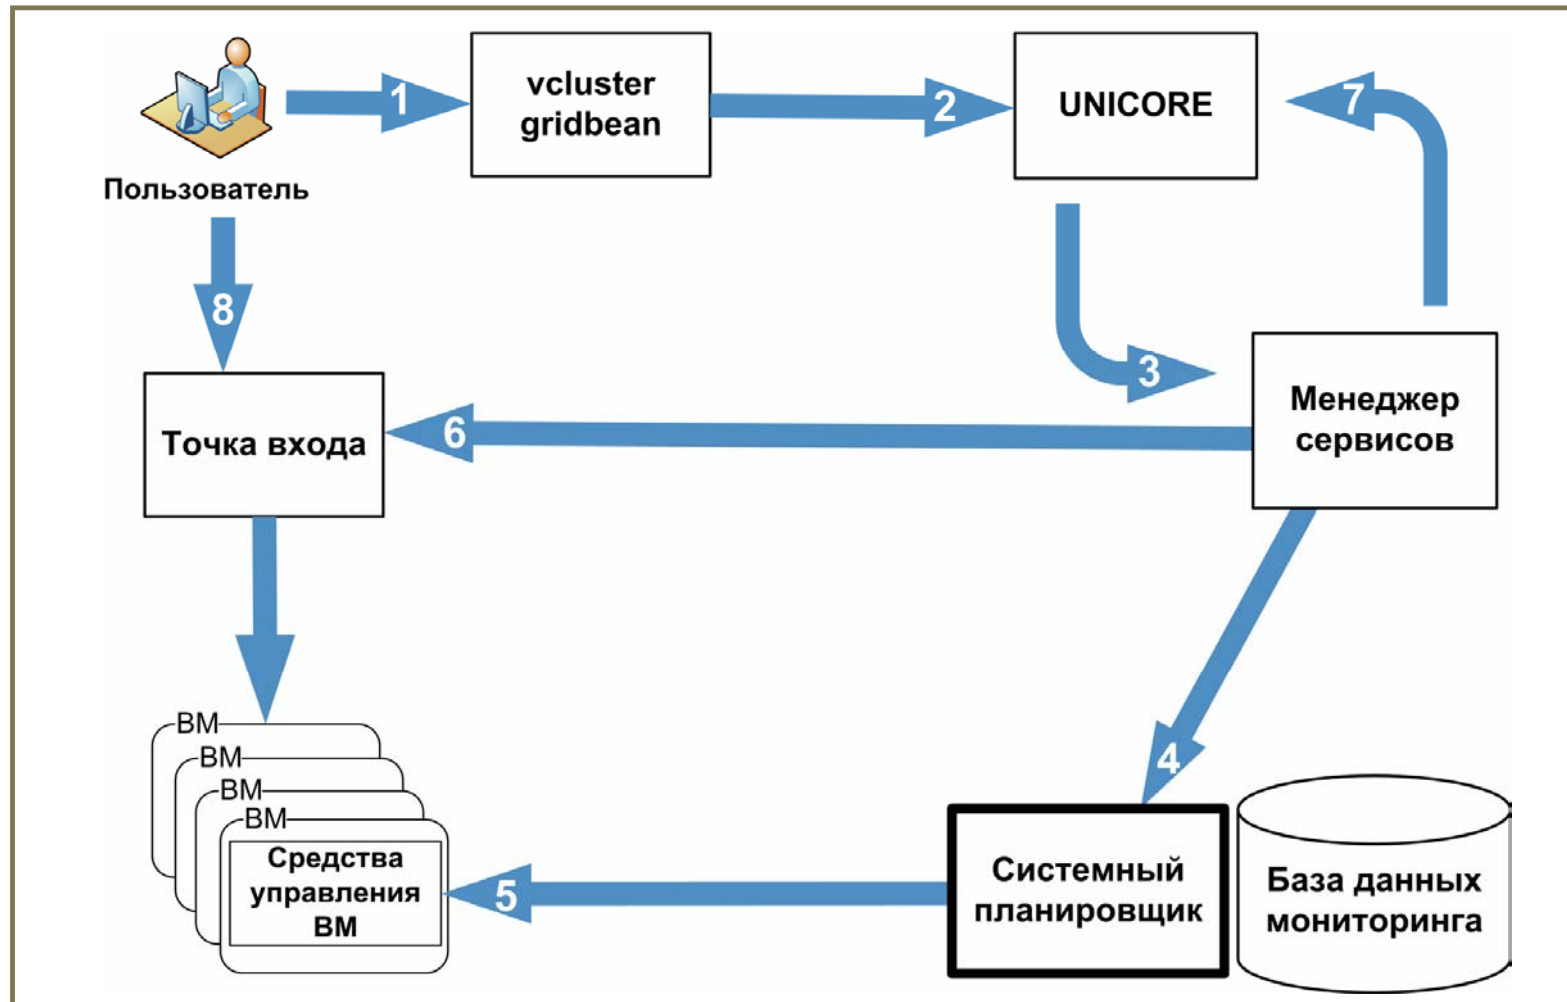 1
vcluster
gridbean
2
UNICORE
7
Пользователь
8
3
Точка входа
6
Менеджер
сервисов
4
ВМ
ВМ
ВМ
ВМ
Средства
управления
ВМ
5
Системный
планировщик
База данных
мониторинга